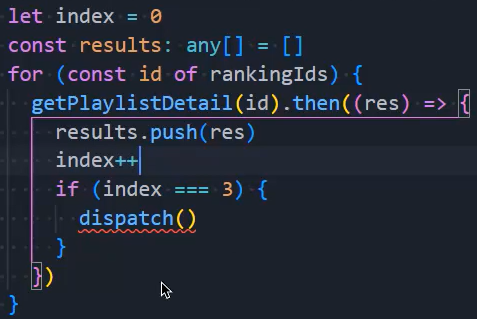 let index = 0
const results: any[] = []
for (const id of rankingIds) {
  getPlaylistDetail(id).then((res) => {
    results.push(res)
    index++
    if (index === 3) {
      dispatch()
    }
  })
}